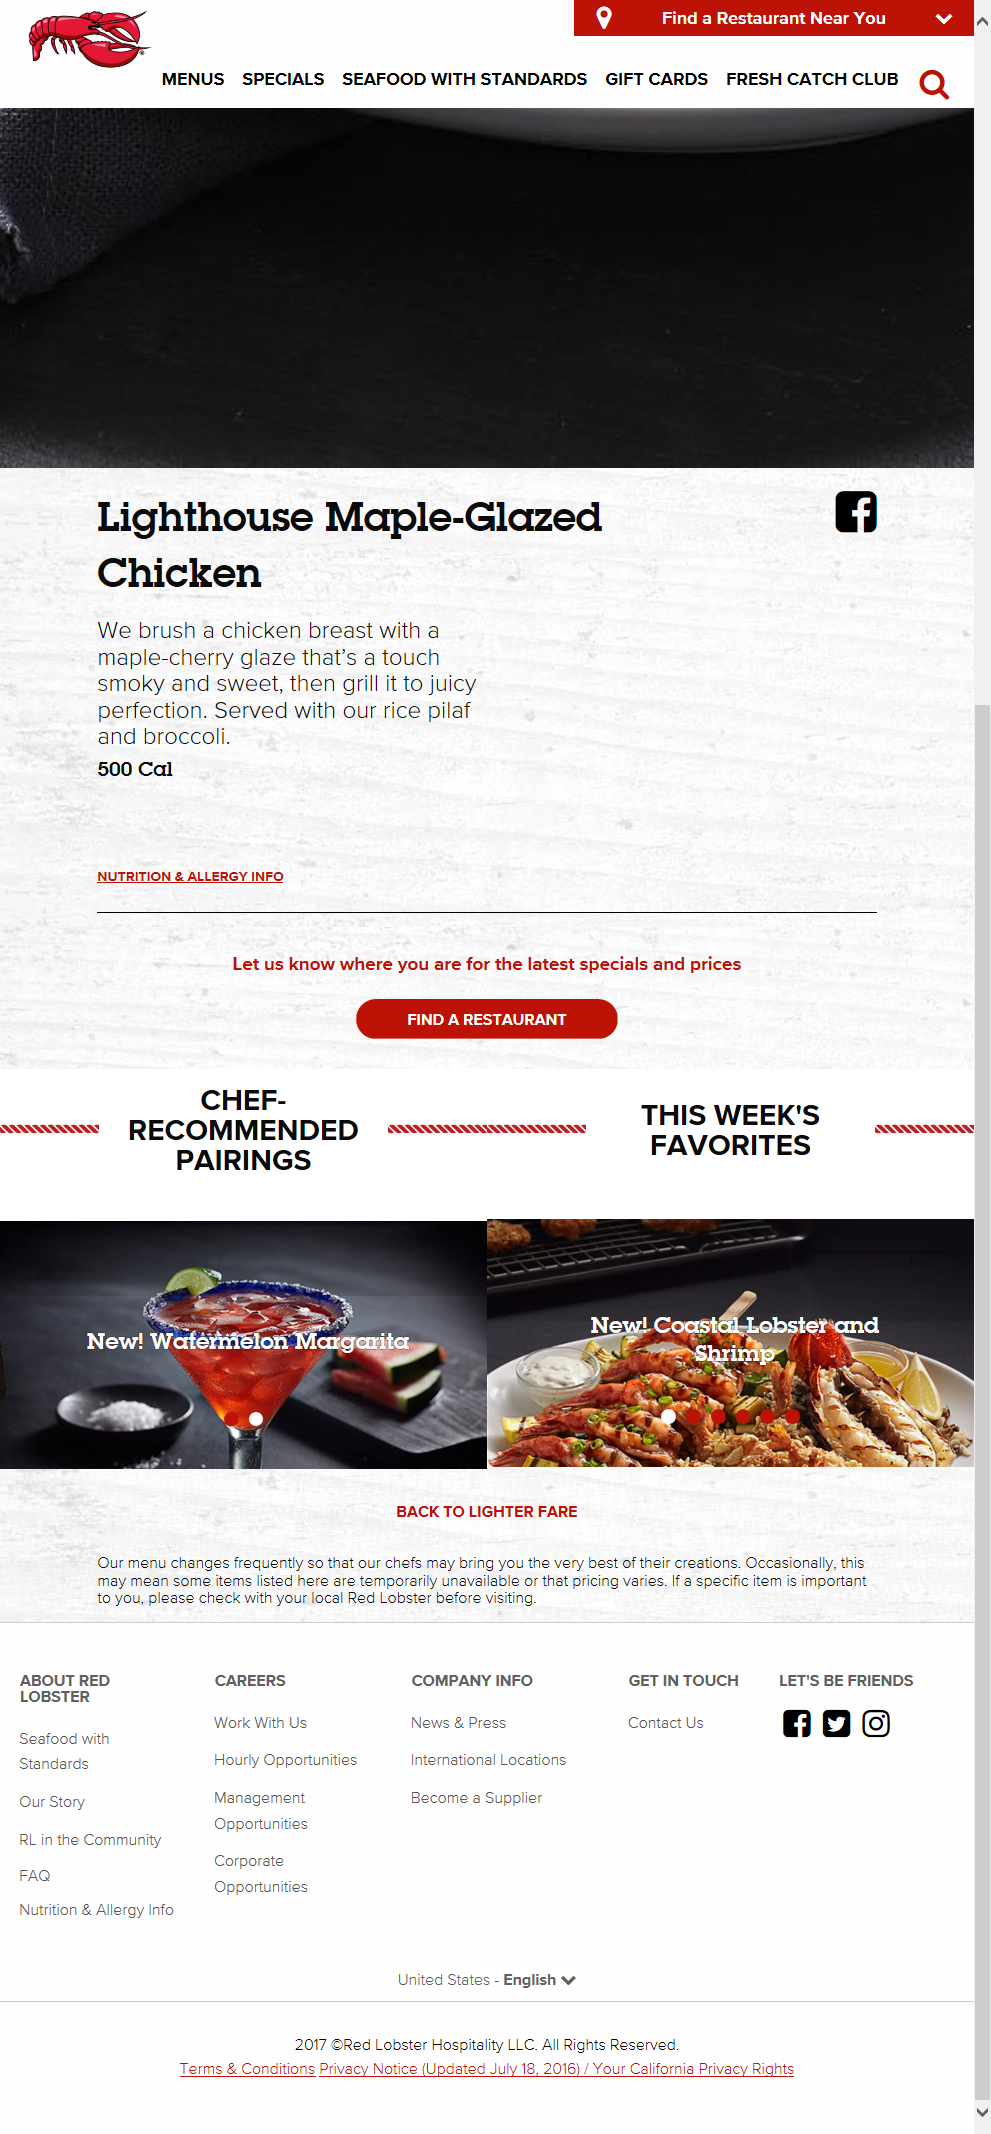 Find a Restaurant Near You
MENUS SPECIALS SEAFOOD WITH STANDARDS GIFT CARDS FRESH CATCH CLUB
Lighthouse Maple-Glazed
Chicken
We brush a chicken breast with a
maple-cherry glaze that’s a touch
smoky and sweet, then grill it to juicy
perfection. Served with our rice pilaf
and broccoli.
500 Cal
NUTRITION & ALLERGY INFO
Let us know where you are for the latest specials and prices
FIND A RESTAURANT
CHEF-
RECOMMENDED
PAIRINGS
THIS WEEK'S
FAVORITES
New! Watermelon Margarita
New! Coastal Lobster and
Shrimp
BACK TO LIGHTER FARE
Our menu changes frequently so that our chefs may bring you the very best of their creations. Occasionally, this
may mean some items listed here are temporarily unavailable or that pricing varies. If a specific item is important
to you, please check with your local Red Lobster before visiting.
ABOUT RED
LOBSTER
Seafood with
Standards
Our Story
RL in the Community
FAQ
Nutrition & Allergy Info
CAREERS
Work With Us
Hourly Opportunities
Management
Opportunities
Corporate
Opportunities
COMPANY INFO
News & Press
International Locations
Become a Supplier
GET IN TOUCH
Contact Us
LET'S BE FRIENDS
United States - English
2017 ©Red Lobster Hospitality LLC. All Rights Reserved.
Terms & Conditions Privacy Notice (Updated July 18, 2016) / Your California Privacy Rights